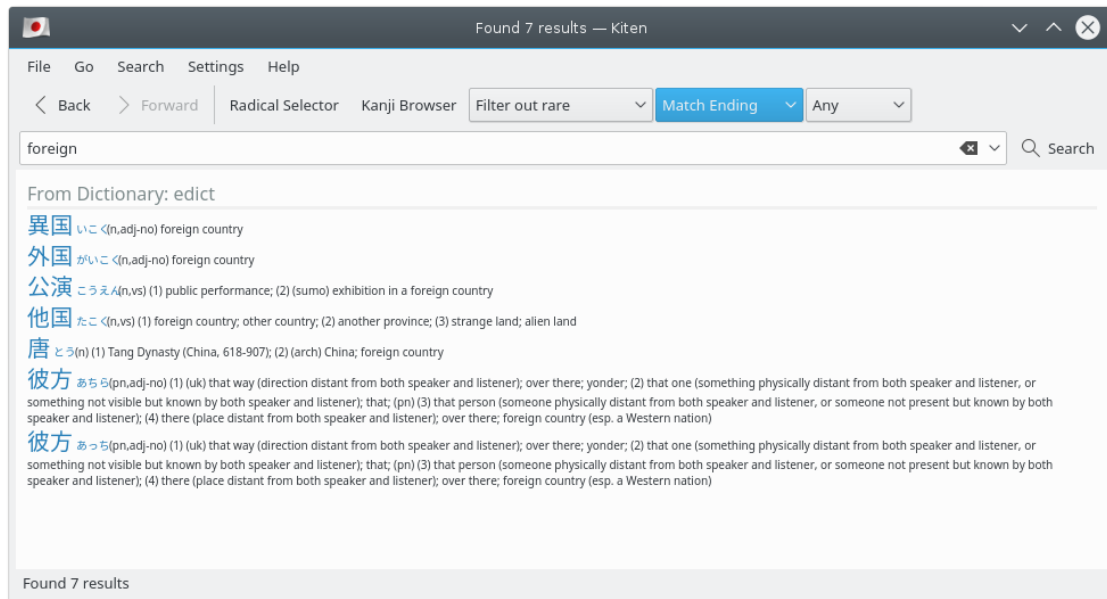 Found 7 results — Kiten
File Go Search Settings Help
Back Forward Radical Selector Kanji Browser Filter out rare Match Ending Any
foreign Search
From Dictionary: edict
異国 いこく(n,adj-no) foreign country
外国 がいこく(n,adj-no) foreign country
公演 こうえん(n,vs) (1) public performance; (2) (sumo) exhibition in a foreign country
他国 たこく(n,vs) (1) foreign country; other country; (2) another province; (3) strange land; alien land
唐 とう(n) (1) Tang Dynasty (China, 618-907); (2) (arch) China; foreign country
彼方 あちら(pn,adj-no) (1) (uk) that way (direction distant from both speaker and listener); over there; yonder; (2) that one (something physically distant from both speaker and listener, or
something not visible but known by both speaker and listener); that; (pn) (3) that person (someone physically distant from both speaker and listener, or someone not present but known by both
speaker and listener); (4) there (place distant from both speaker and listener); over there; foreign country (esp. a Western nation)
彼方 あっち(pn,adj-no) (1) (uk) that way (direction distant from both speaker and listener); over there; yonder; (2) that one (something physically distant from both speaker and listener, or
something not visible but known by both speaker and listener); that; (pn) (3) that person (someone physically distant from both speaker and listener, or someone not present but known by both
speaker and listener); (4) there (place distant from both speaker and listener); over there; foreign country (esp. a Western nation)
Found 7 results